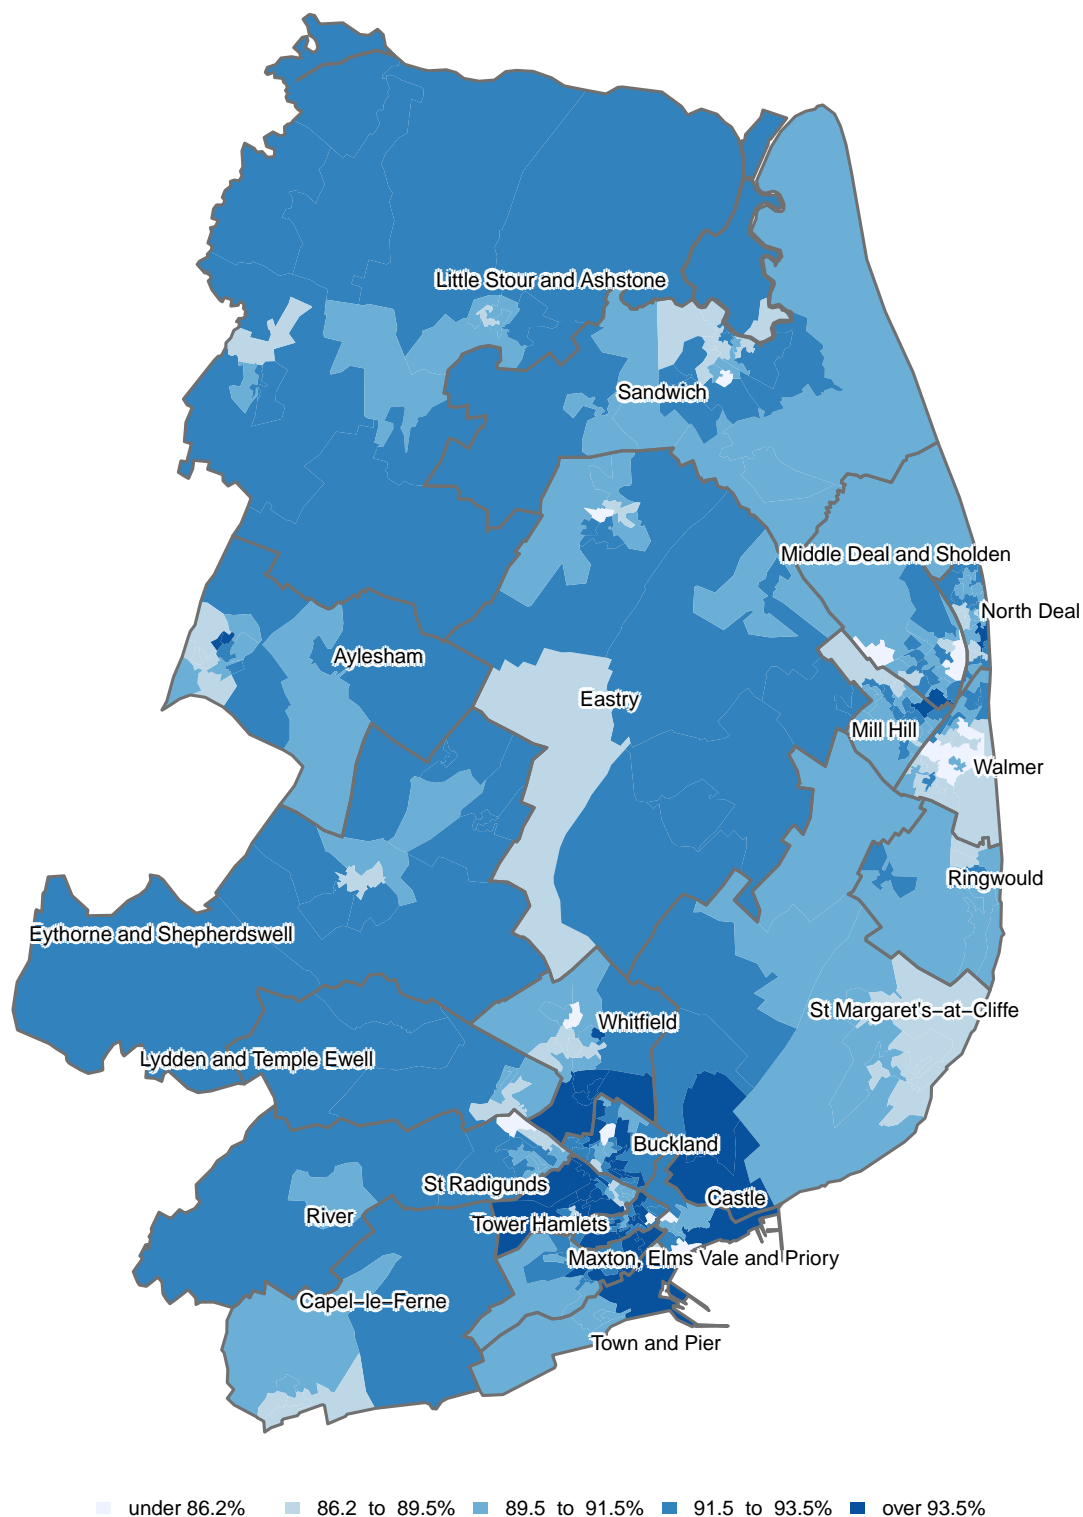 Little Stour and Ashstone
Sandwich
Middle Deal and Sholden
North Deal
Aylesham
Eastry
Mill Hill
Walmer
Ringwould
Eythorne and Shepherdswell
St Margaret's−at−Cliffe
Whitfield
Lydden and Temple Ewell
Buckland
St Radigunds
Castle
River
Tower Hamlets
Maxton, Elms Vale and Priory
Capel−le−Ferne
Town and Pier
under 86.2% 86.2 to 89.5% 89.5 to 91.5% 91.5 to 93.5% over 93.5%